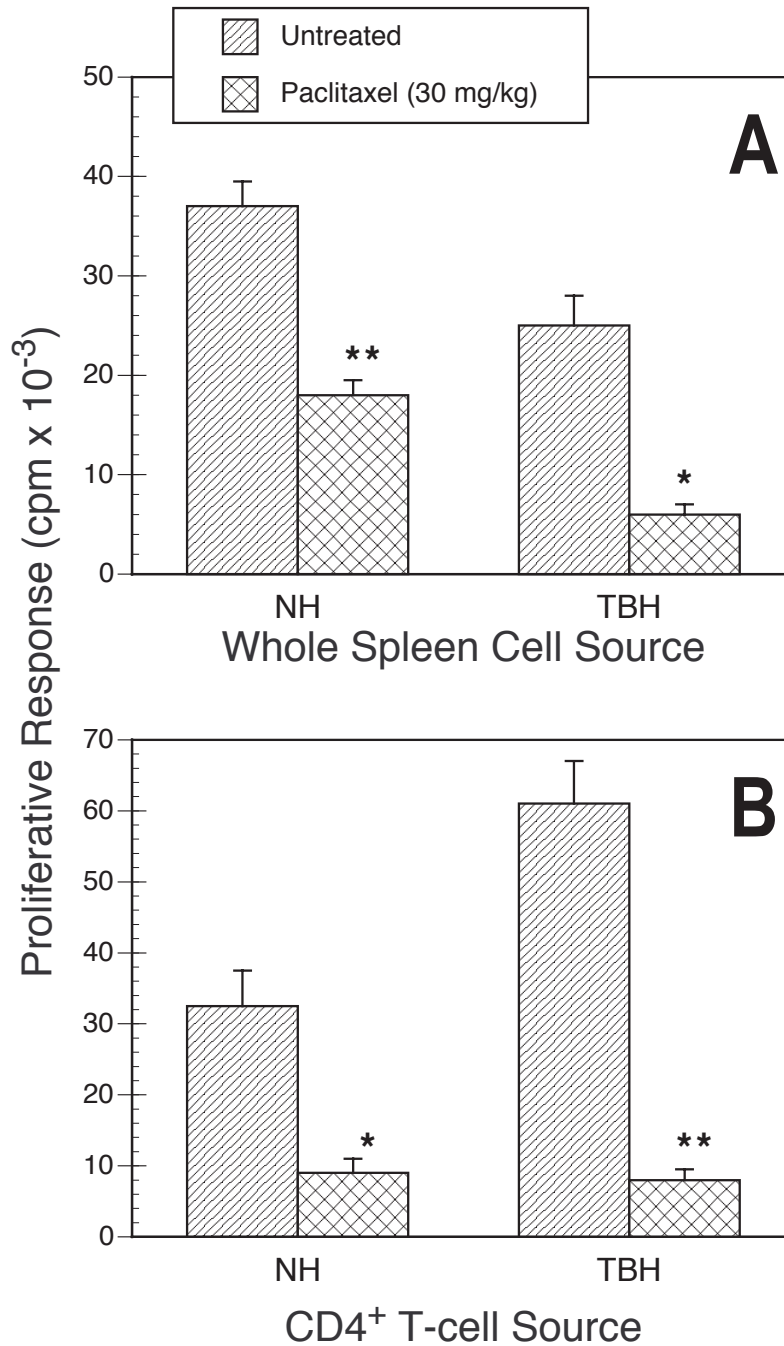 Untreated
Paclitaxel (30 mg/kg)
A
50
40
30
20
10
0
**
*
NH TBH
Whole Spleen Cell Source
Proliferative Response (cpm x 10⁻³)
B
70
60
50
40
30
20
10
0
*
**
NH TBH
CD4⁺ T-cell Source